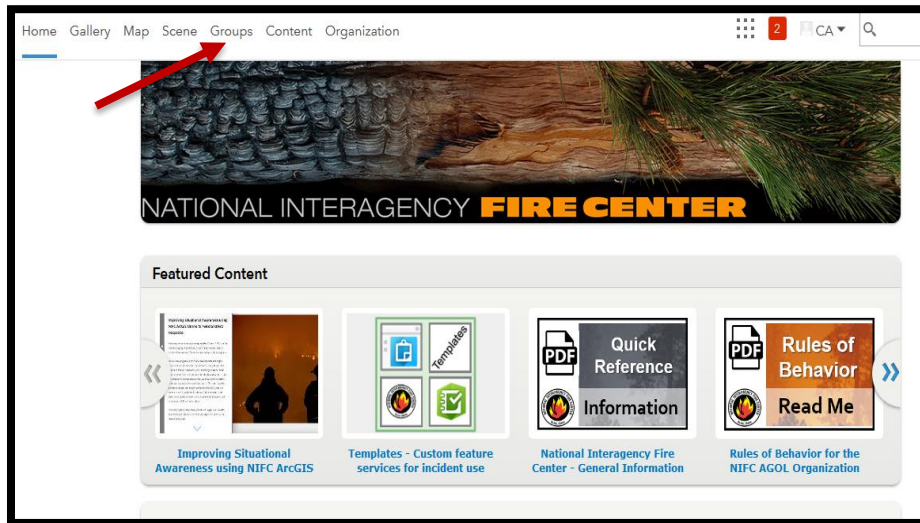 Home Gallery Map Scene Groups Content Organization 2 CA
NATIONAL INTERAGENCY FIRE CENTER
Featured Content
Templates
PDF
Quick
Reference
Information
PDF
Rules of
Behavior
Read Me
Improving Situational
Awareness using NIFC ArcGIS
Templates - Custom feature
services for incident use
National Interagency Fire
Center - General Information
Rules of Behavior for the
NIFC AGOL Organization